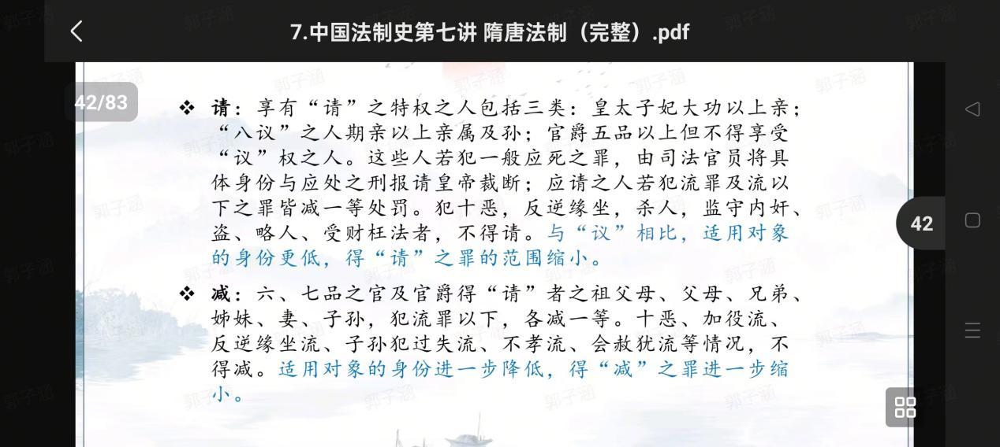 7.中国法制史第七讲 隋唐法制（完整）.pdf
42/83
❖ 请：享有“请”之特权之人包括三类：皇太子妃大功以上亲；
“八议”之人期亲以上亲属及孙；官爵五品以上但不得享受
“议”权之人。这些人若犯一般应死之罪，由司法官员将具
体身份与应处之刑报请皇帝裁断；应请之人若犯流罪及流以
下之罪皆减一等处罚。犯十恶，反逆缘坐，杀人，监守内奸、
盗、略人、受财枉法者，不得请。与“议”相比，适用对象
的身份更低，得“请”之罪的范围缩小。
42
❖ 减：六、七品之官及官爵得“请”者之祖父母、父母、兄弟、
姊妹、妻、子孙，犯流罪以下，各减一等。十恶、加役流、
反逆缘坐流、子孙犯过失流、不孝流、会赦犹流等情况，不
得减。适用对象的身份进一步降低，得“减”之罪进一步缩
小。
郭子涵